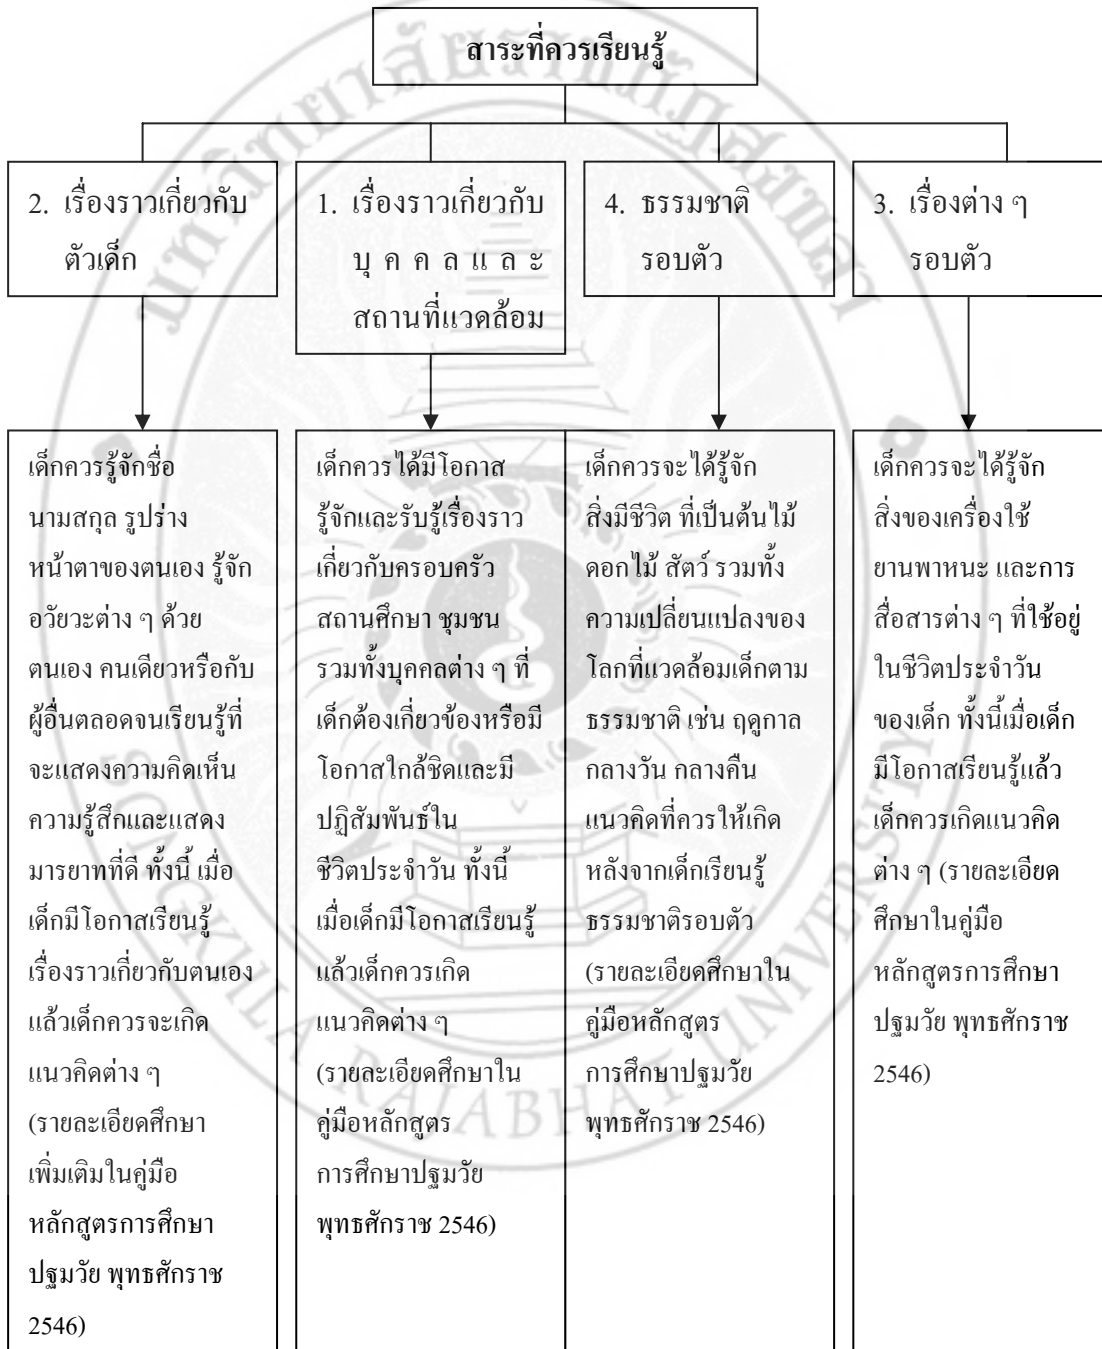 สาระที่ควรเรียนรู้
2. เรื่องราวเกี่ยวกับ
ตัวเด็ก
1. เรื่องราวเกี่ยวกับ
บุ ค ค ล แ ล ะ
สถานที่แวดล้อม
4. ธรรมชาติ
รอบตัว
3. เรื่องต่าง ๆ
รอบตัว
เด็กควรรู้จักชื่อ
นามสกุล รูปร่าง
หน้าตาของตนเอง รู้จัก
อวัยวะต่าง ๆ ด้วย
ตนเอง คนเดียวหรือกับ
ผู้อื่นตลอดจนเรียนรู้ที่
จะแสดงความคิดเห็น
ความรู้สึกและแสดง
มารยาทที่ดี ทั้งนี้ เมื่อ
เด็กมีโอกาสเรียนรู้
เรื่องราวเกี่ยวกับตนเอง
แล้วเด็กควรจะเกิด
แนวคิดต่าง ๆ
(รายละเอียดศึกษา
เพิ่มเติมในคู่มือ
หลักสูตรการศึกษา
ปฐมวัย พุทธศักราช
2546)
เด็กควรได้มีโอกาส
รู้จักและรับรู้เรื่องราว
เกี่ยวกับครอบครัว
สถานศึกษา ชุมชน
รวมทั้งบุคคลต่าง ๆ ที่
เด็กต้องเกี่ยวข้องหรือมี
โอกาสใกล้ชิดและมี
ปฏิสัมพันธ์ใน
ชีวิตประจำวัน ทั้งนี้
เมื่อเด็กมีโอกาสเรียนรู้
แล้วเด็กควรเกิด
แนวคิดต่าง ๆ
(รายละเอียดศึกษาใน
คู่มือหลักสูตร
การศึกษาปฐมวัย
พุทธศักราช 2546)
เด็กควรจะได้รู้จัก
สิ่งมีชีวิต ที่เป็นต้นไม้
ดอกไม้ สัตว์ รวมทั้ง
ความเปลี่ยนแปลงของ
โลกที่แวดล้อมเด็กตาม
ธรรมชาติ เช่น ฤดูกาล
กลางวัน กลางคืน
แนวคิดที่ควรให้เกิด
หลังจากเด็กเรียนรู้
ธรรมชาติรอบตัว
(รายละเอียดศึกษาใน
คู่มือหลักสูตร
การศึกษาปฐมวัย
พุทธศักราช 2546)
เด็กควรจะได้รู้จัก
สิ่งของเครื่องใช้
ยานพาหนะ และการ
สื่อสารต่าง ๆ ที่ใช้อยู่
ในชีวิตประจำวัน
ของเด็ก ทั้งนี้เมื่อเด็ก
มีโอกาสเรียนรู้แล้ว
เด็กควรเกิดแนวคิด
ต่าง ๆ (รายละเอียด
ศึกษาในคู่มือ
หลักสูตรการศึกษา
ปฐมวัย พุทธศักราช
2546)
มหาวิทยาลัยราชภัฏสงขลา
SONGKHLA RAJABHAT UNIVERSITY